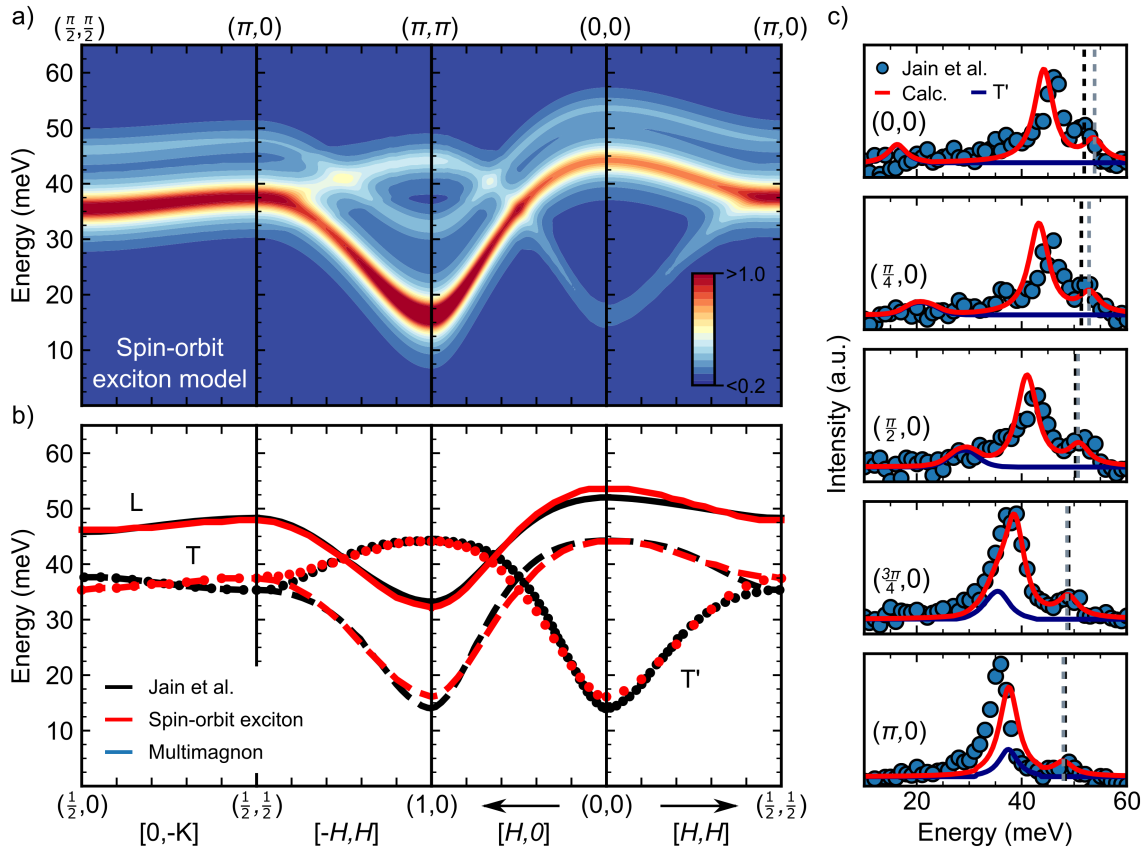 a)
(π/2,π/2) (π,0) (π,π) (0,0) (π,0)
60
50
40
30
20
10
Energy (meV)
Spin-orbit
exciton model
>1.0
<0.2
b)
60
50
40
30
20
10
Energy (meV)
L
T
T'
Jain et al.
Spin-orbit exciton
Multimagnon
(1/2,0) (1/2,1/2) (1,0) (0,0) (1/2,1/2)
[0,-K] [-H,H] [H,0] [H,H]
c)
Jain et al.
Calc. T'
(0,0)
(π/4,0)
(π/2,0)
(3π/4,0)
(π,0)
Intensity (a.u.)
20 40 60
Energy (meV)